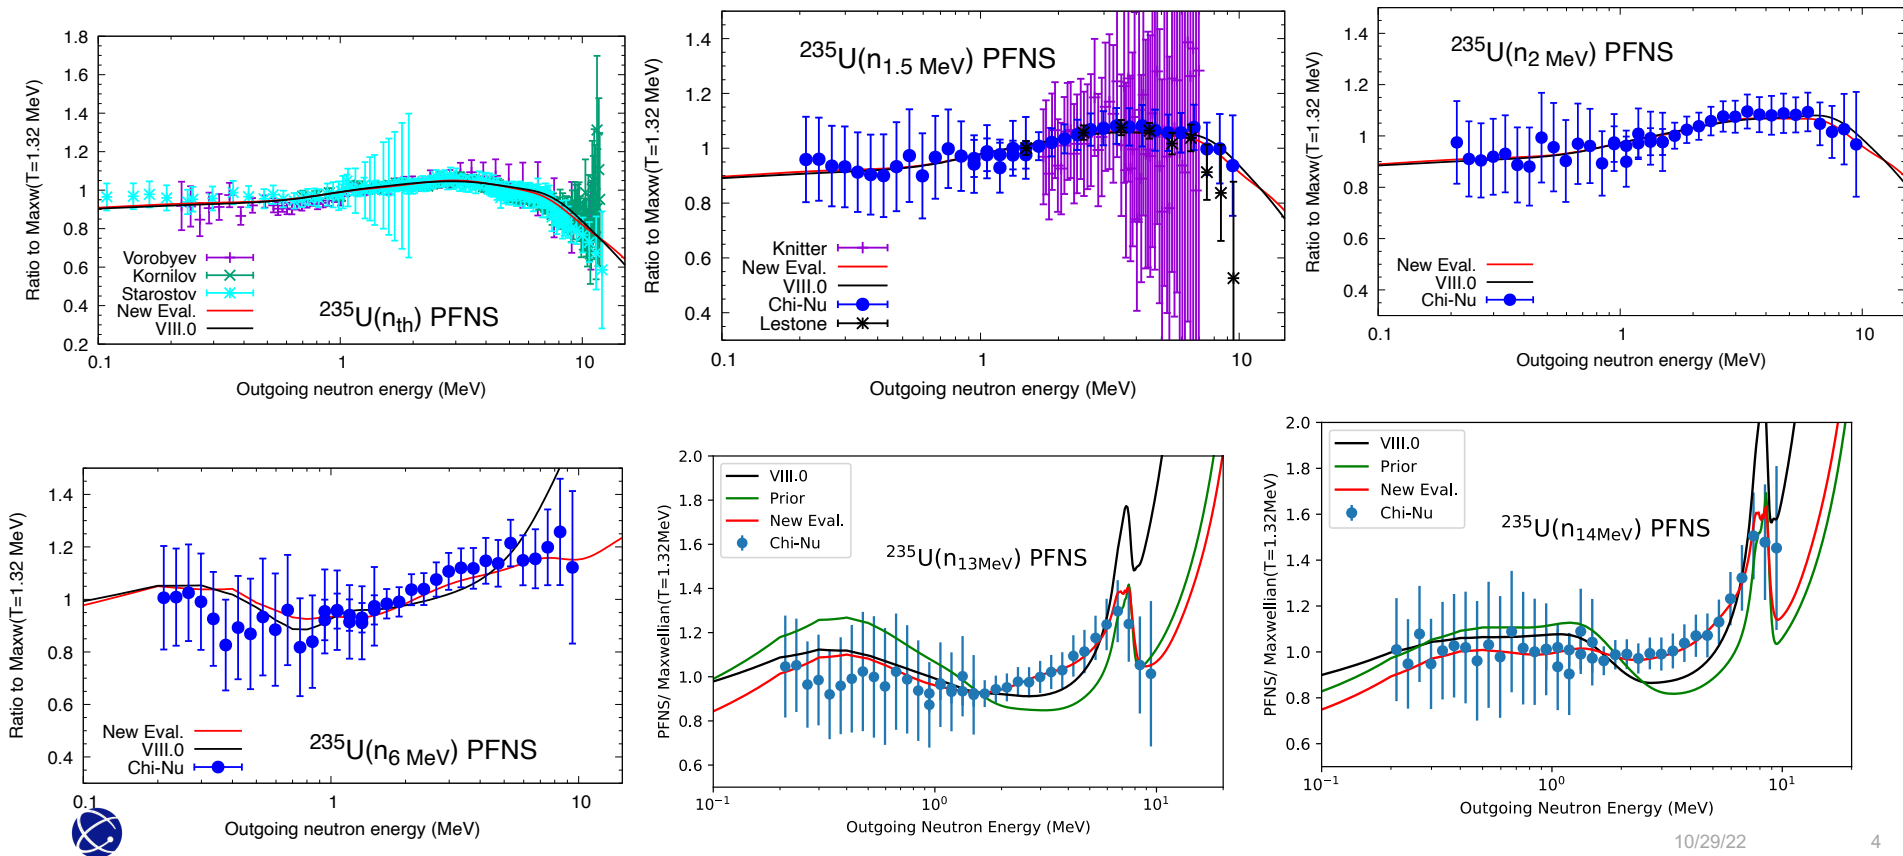 Ratio to Maxw(T=1.32 MeV)
1.8
1.6
1.4
1.2
1
0.8
0.6
0.4
0.2
Vorobyev
Kornilov
Starostov
New Eval.
VIII.0
235U(nth) PFNS
0.1 1 10
Outgoing neutron energy (MeV)
Ratio to Maxw(T=1.32 MeV)
1.4
1.2
1
0.8
0.6
0.4
235U(n1.5 MeV) PFNS
Knitter
New Eval.
VIII.0
Chi-Nu
Lestone
0.1 1 10
Outgoing neutron energy (MeV)
Ratio to Maxw(T=1.32 MeV)
1.4
1.2
1
0.8
0.6
0.4
235U(n2 MeV) PFNS
New Eval.
VIII.0
Chi-Nu
0.1 1 10
Outgoing neutron energy (MeV)
Ratio to Maxw(T=1.32 MeV)
1.4
1.2
1
0.8
0.6
0.4
New Eval.
VIII.0
Chi-Nu
235U(n6 MeV) PFNS
0.1 1 10
Outgoing neutron energy (MeV)
PFNS/ Maxwellian(T=1.32MeV)
2.0
1.8
1.6
1.4
1.2
1.0
0.8
0.6
VIII.0
Prior
New Eval.
Chi-Nu
235U(n13MeV) PFNS
10−1 100 101
Outgoing Neutron Energy (MeV)
PFNS/ Maxwellian(T=1.32MeV)
2.0
1.8
1.6
1.4
1.2
1.0
0.8
0.6
VIII.0
Prior
New Eval.
Chi-Nu
235U(n14MeV) PFNS
10−1 100 101
Outgoing Neutron Energy (MeV)
10/29/22 4